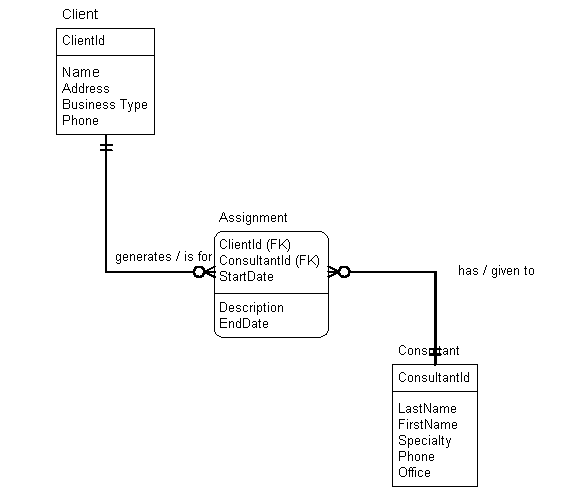 Client
ClientId
Name
Address
Business Type
Phone
Assignment
generates / is for
ClientId (FK)
ConsultantId (FK)
StartDate
Description
EndDate
has / given to
Consultant
ConsultantId
LastName
FirstName
Specialty
Phone
Office